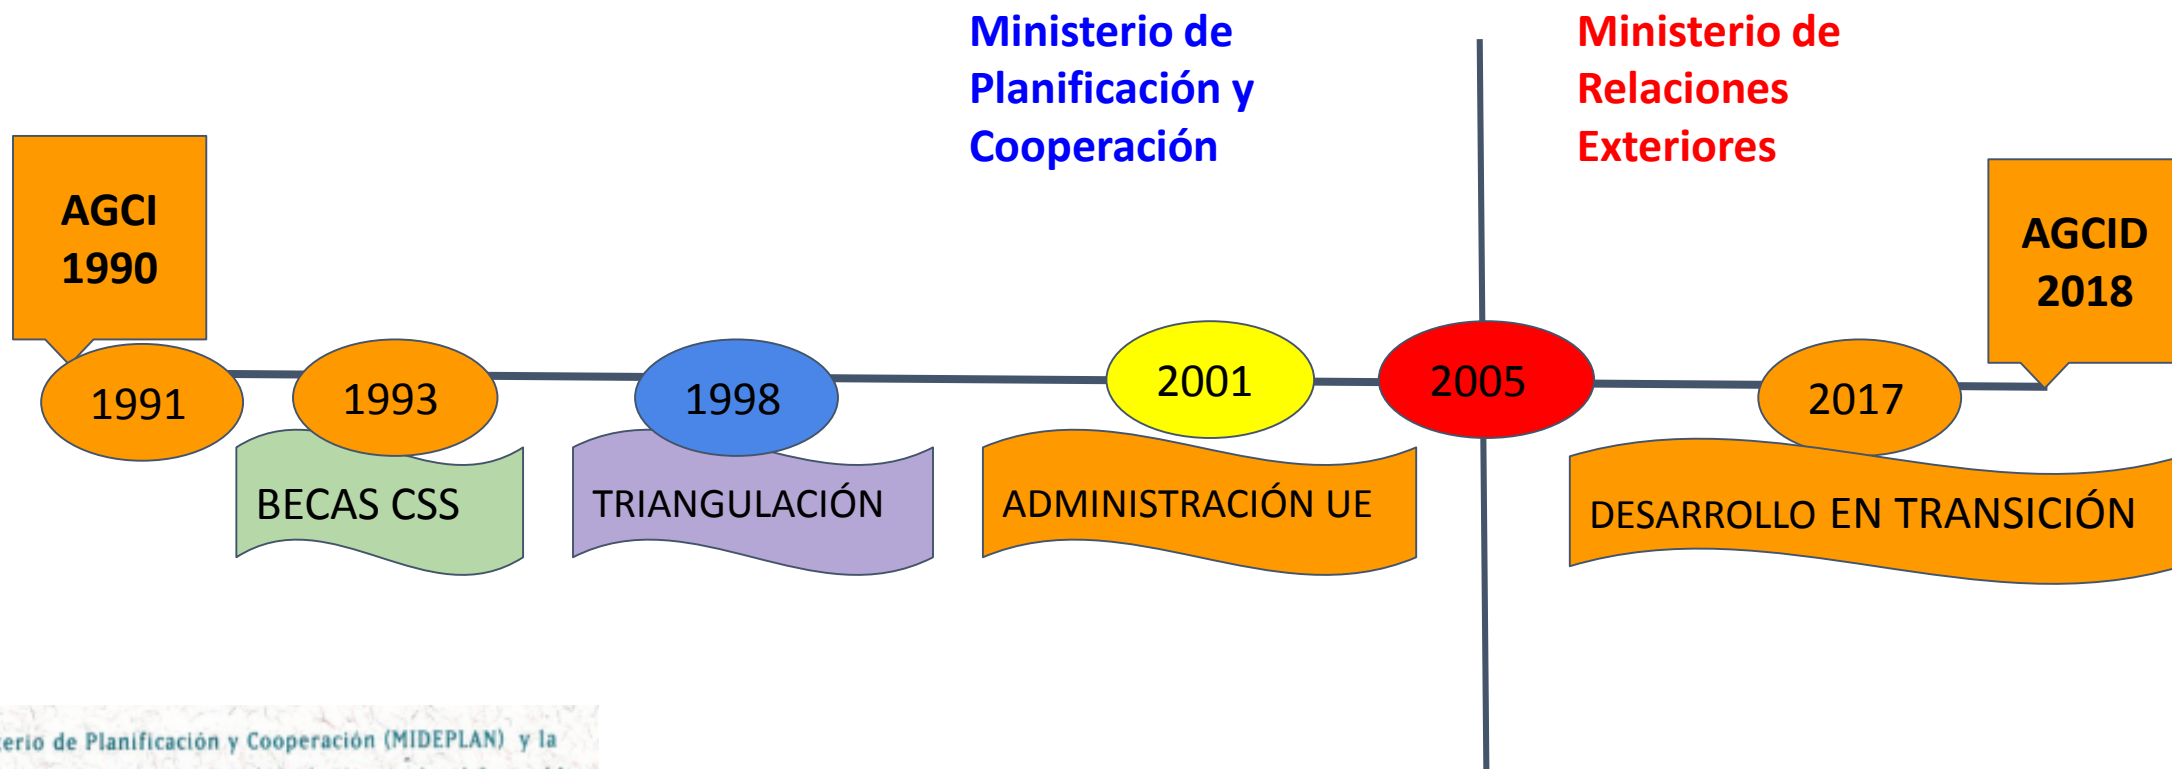 Ministerio de
Planificación y
Cooperación
Ministerio de
Relaciones
Exteriores
AGCI
1990
AGCID
2018
1991
1993
1998
2001
2005
2017
BECAS CSS
TRIANGULACIÓN
ADMINISTRACIÓN UE
DESARROLLO EN TRANSICIÓN
erio de Planificación y Cooperación (MIDEPLAN) y la